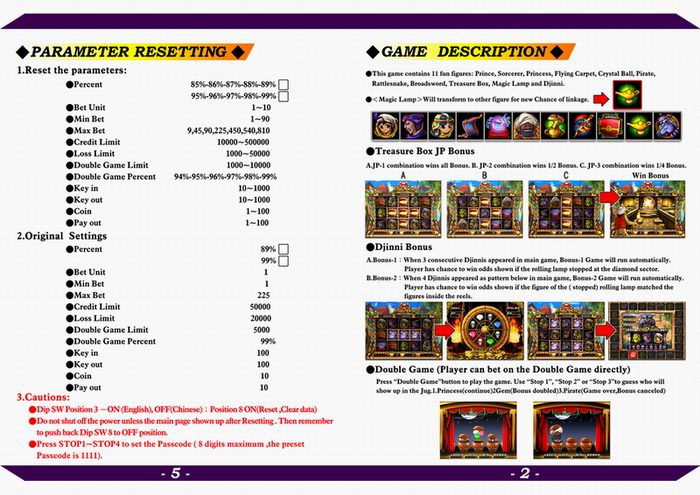 ◆PARAMETER RESETTING◆
1.Reset the parameters:
●Percent 85%-86%-87%-88%-89%
95%-96%-97%-98%-99%
●Bet Unit 1~10
●Min Bet 1~90
●Max Bet 9,45,90,225,450,540,810
●Credit Limit 10000~500000
●Loss Limit 1000~50000
●Double Game Limit 1000~10000
●Double Game Percent 94%-95%-96%-97%-98%-99%
●Key in 10~1000
●Key out 10~1000
●Coin 1~100
●Pay out 1~100
2.Original Settings
●Percent 89%
99%
●Bet Unit 1
●Min Bet 1
●Max Bet 225
●Credit Limit 50000
●Loss Limit 20000
●Double Game Limit 5000
●Double Game Percent 99%
●Key in 100
●Key out 100
●Coin 10
●Pay out 10
3.Cautions:
●Dip SW Position 3 －ON (English), OFF(Chinese)；Position 8 ON(Reset ,Clear data)
●Do not shut off the power unless the main page shown up after Resetting . Then remember
to push back Dip SW 8 to OFF position.
●Press STOP1~STOP4 to set the Passcode ( 8 digits maximum ,the preset
Passcode is 1111).
- 5 -
◆GAME DESCRIPTION◆
●This game contains 11 fun figures: Prince, Sorcerer, Princess, Flying Carpet, Crystal Ball, Pirate,
Rattlesnake, Broadsword, Treasure Box, Magic Lamp and Djinni.
●＜Magic Lamp＞Will transform to other figure for new Chance of linkage.
●Treasure Box JP Bonus
A.JP-1 combination wins all Bonus. B. JP-2 combination wins 1/2 Bonus. C. JP-3 combination wins 1/4 Bonus.
A B C Win Bonus
●Djinni Bonus
A.Bonus-1：When 3 consecutive Djinnis appeared in main game, Bonus-1 Game will run automatically.
Player has chance to win odds shown if the rolling lamp stopped at the diamond sector.
B.Bonus-2：When 4 Djinnis appeared as pattern below in main game, Bonus-2 Game will run automatically.
Player has chance to win odds shown if the figure of the ( stopped) rolling lamp matched the
figures inside the reels.
●Double Game (Player can bet on the Double Game directly)
Press “Double Game”button to play the game. Use “Stop 1”, “Stop 2” or “Stop 3”to guess who will
show up in the Jug.1.Princess(continue)2Gem(Bonus doubled)3.Pirate(Game over,Bonus canceled)
- 2 -